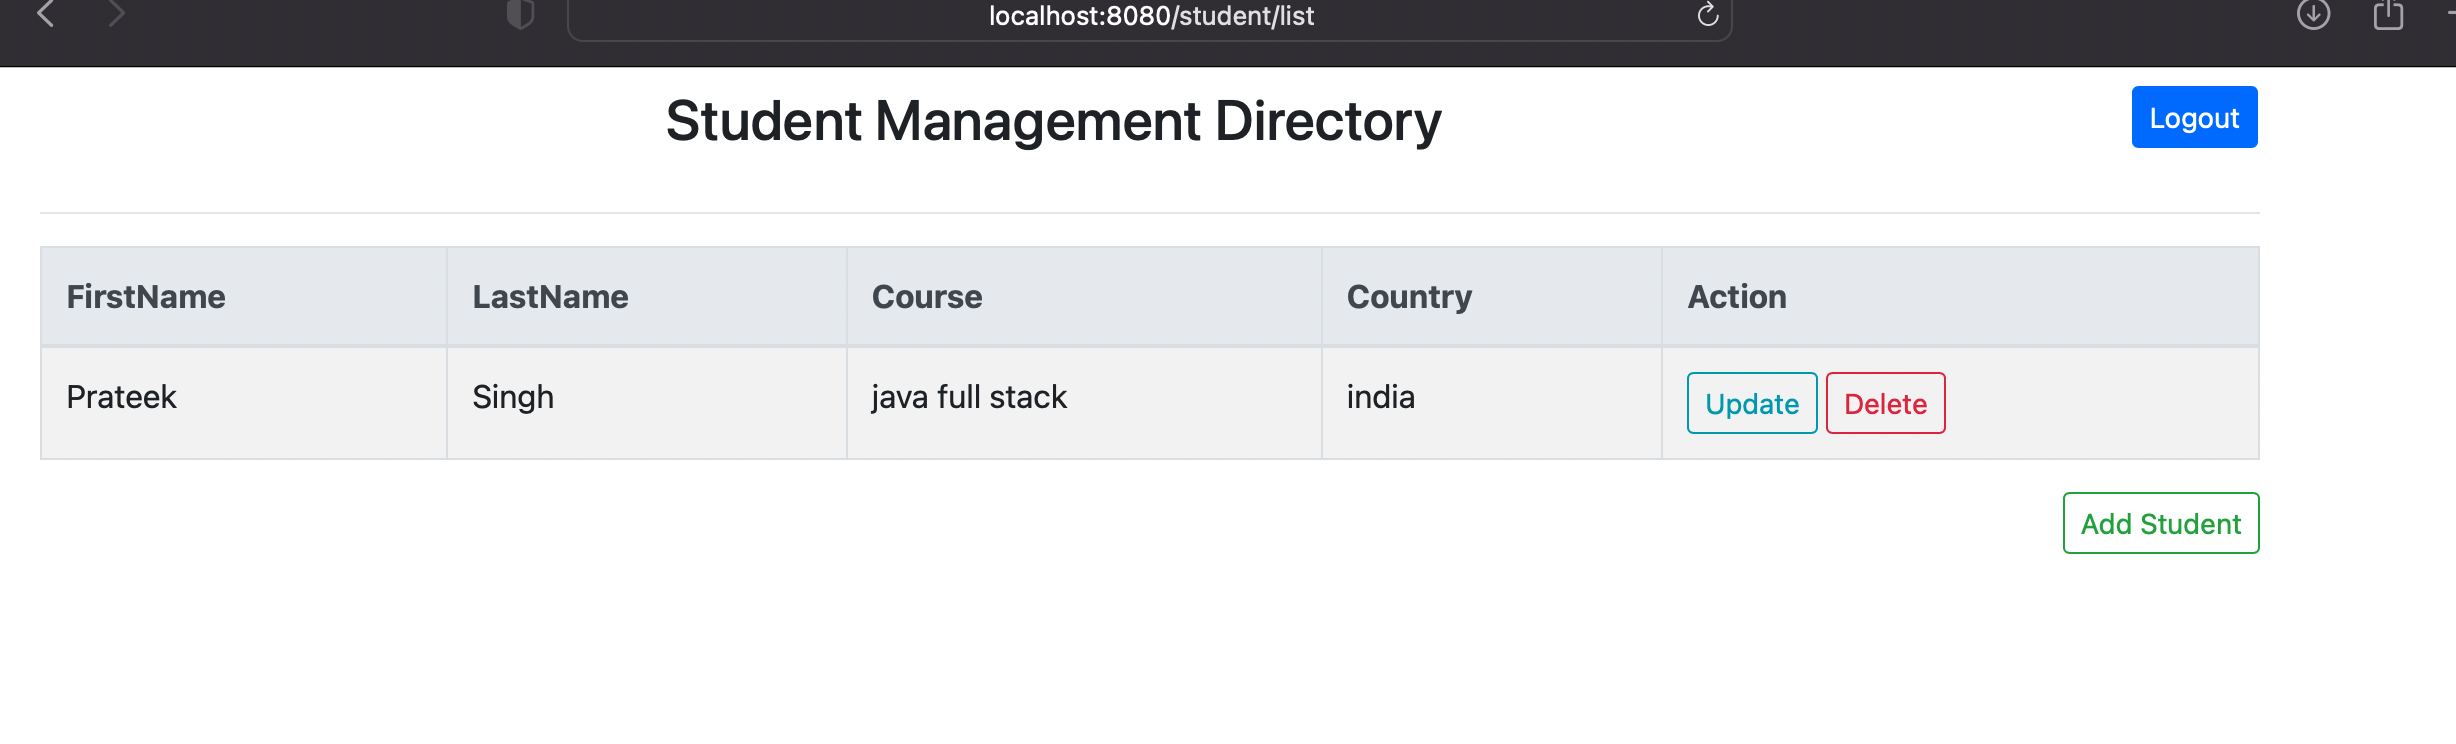 localhost:8080/student/list
Student Management Directory
Logout
FirstName LastName Course Country Action
Prateek Singh java full stack india Update Delete
Add Student